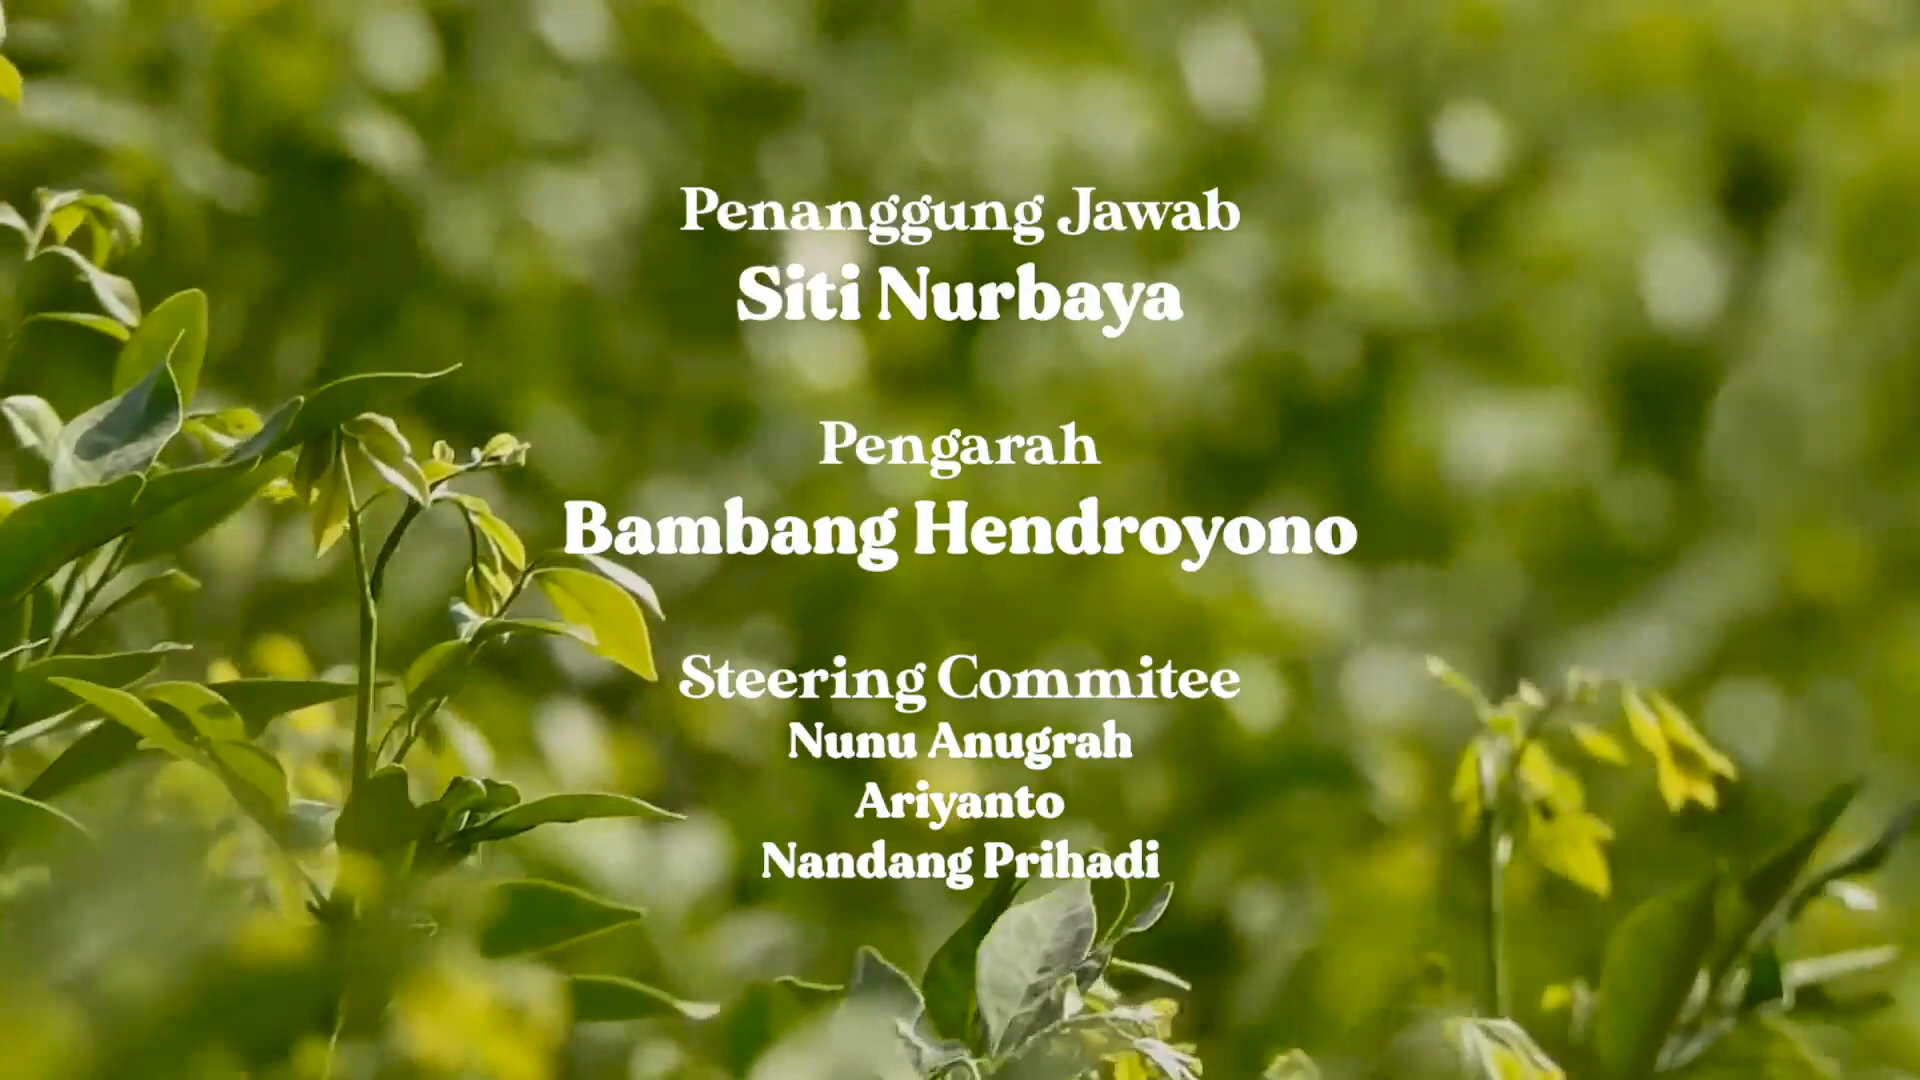 Penanggung Jawab
Siti Nurbaya
Pengarah
Bambang Hendroyono
Steering Commitee
Nunu Anugrah
Ariyanto
Nandang Prihadi